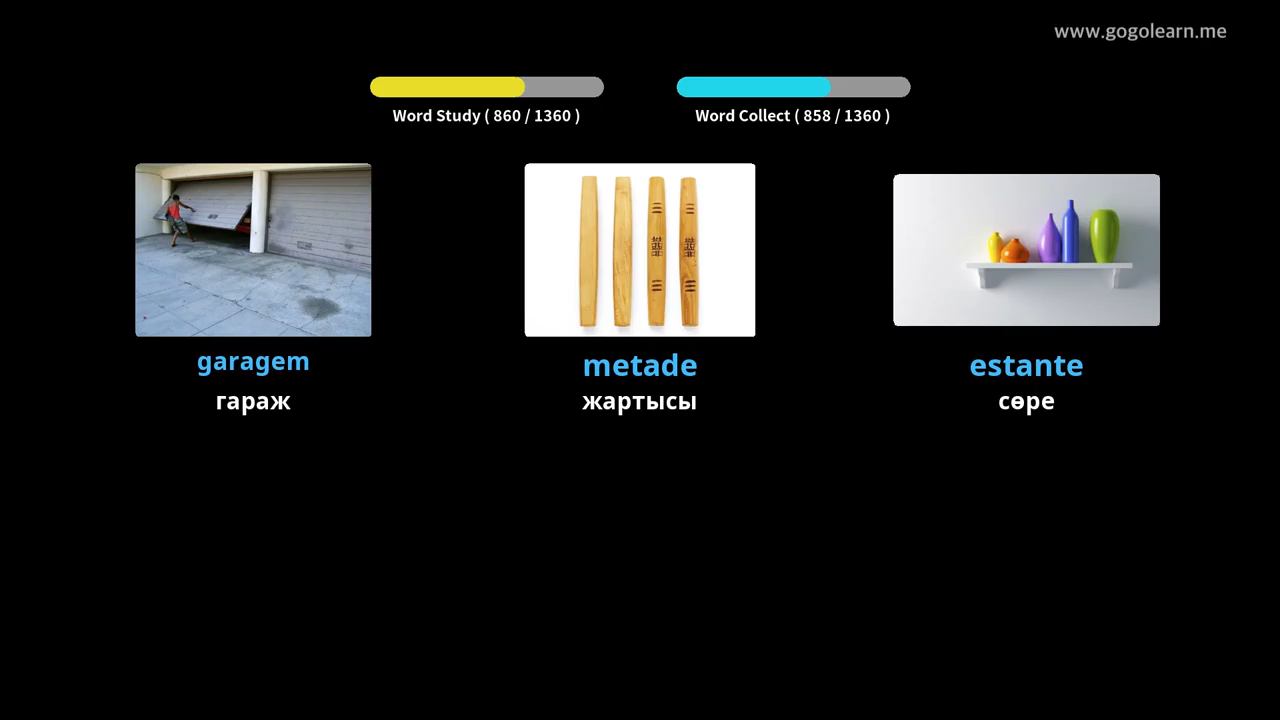 www.gogolearn.me
Word Study ( 860 / 1360 )
Word Collect ( 858 / 1360 )
garagem
гараж
metade
жартысы
estante
сөре